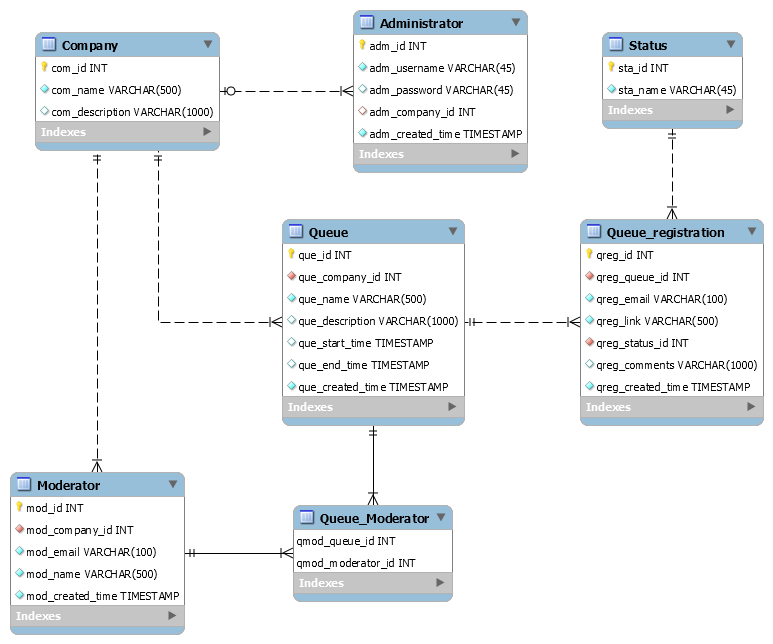 Company
com_id INT
com_name VARCHAR(500)
com_description VARCHAR(1000)
Indexes
Administrator
adm_id INT
adm_username VARCHAR(45)
adm_password VARCHAR(45)
adm_company_id INT
adm_created_time TIMESTAMP
Indexes
Status
sta_id INT
sta_name VARCHAR(45)
Indexes
Queue
que_id INT
que_company_id INT
que_name VARCHAR(500)
que_description VARCHAR(1000)
que_start_time TIMESTAMP
que_end_time TIMESTAMP
que_created_time TIMESTAMP
Indexes
Queue_registration
qreg_id INT
qreg_queue_id INT
qreg_email VARCHAR(100)
qreg_link VARCHAR(500)
qreg_status_id INT
qreg_comments VARCHAR(1000)
qreg_created_time TIMESTAMP
Indexes
Moderator
mod_id INT
mod_company_id INT
mod_email VARCHAR(100)
mod_name VARCHAR(500)
mod_created_time TIMESTAMP
Indexes
Queue_Moderator
qmod_queue_id INT
qmod_moderator_id INT
Indexes